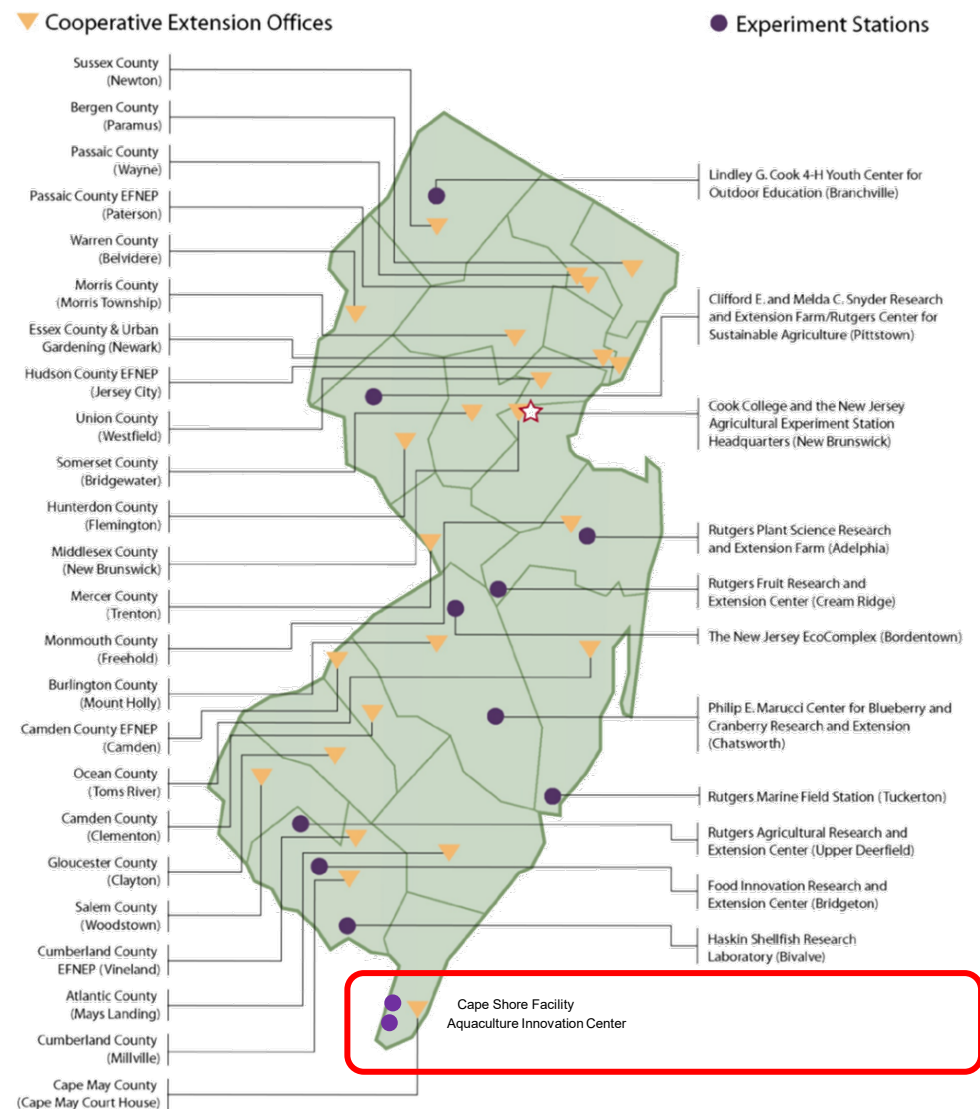 Cooperative Extension Offices
Experiment Stations
Sussex County
(Newton)
Bergen County
(Paramus)
Passaic County
(Wayne)
Passaic County EFNEP
(Paterson)
Warren County
(Belvidere)
Morris County
(Morris Township)
Essex County & Urban
Gardening (Newark)
Hudson County EFNEP
(Jersey City)
Union County
(Westfield)
Somerset County
(Bridgewater)
Hunterdon County
(Flemington)
Middlesex County
(New Brunswick)
Mercer County
(Trenton)
Monmouth County
(Freehold)
Burlington County
(Mount Holly)
Camden County EFNEP
(Camden)
Ocean County
(Toms River)
Camden County
(Clementon)
Gloucester County
(Clayton)
Salem County
(Woodstown)
Cumberland County
EFNEP (Vineland)
Atlantic County
(Mays Landing)
Cumberland County
(Millville)
Cape May County
(Cape May Court House)
Lindley G. Cook 4-H Youth Center for
Outdoor Education (Branchville)
Clifford E. and Melda C. Snyder Research
and Extension Farm/Rutgers Center for
Sustainable Agriculture (Pittstown)
Cook College and the New Jersey
Agricultural Experiment Station
Headquarters (New Brunswick)
Rutgers Plant Science Research
and Extension Farm (Adelphia)
Rutgers Fruit Research and
Extension Center (Cream Ridge)
The New Jersey EcoComplex (Bordentown)
Philip E. Marucci Center for Blueberry and
Cranberry Research and Extension
(Chatsworth)
Rutgers Marine Field Station (Tuckerton)
Rutgers Agricultural Research and
Extension Center (Upper Deerfield)
Food Innovation Research and
Extension Center (Bridgeton)
Haskin Shellfish Research
Laboratory (Bivalve)
Cape Shore Facility
Aquaculture Innovation Center